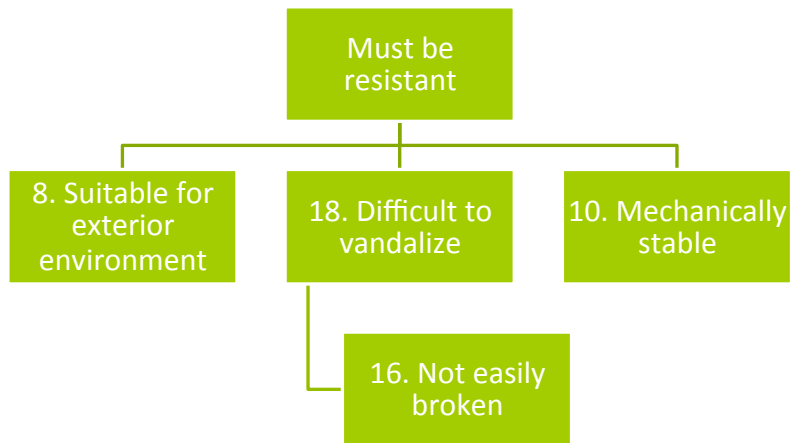 Must be
resistant
8. Suitable for
exterior
environment
18. Difficult to
vandalize
10. Mechanically
stable
16. Not easily
broken